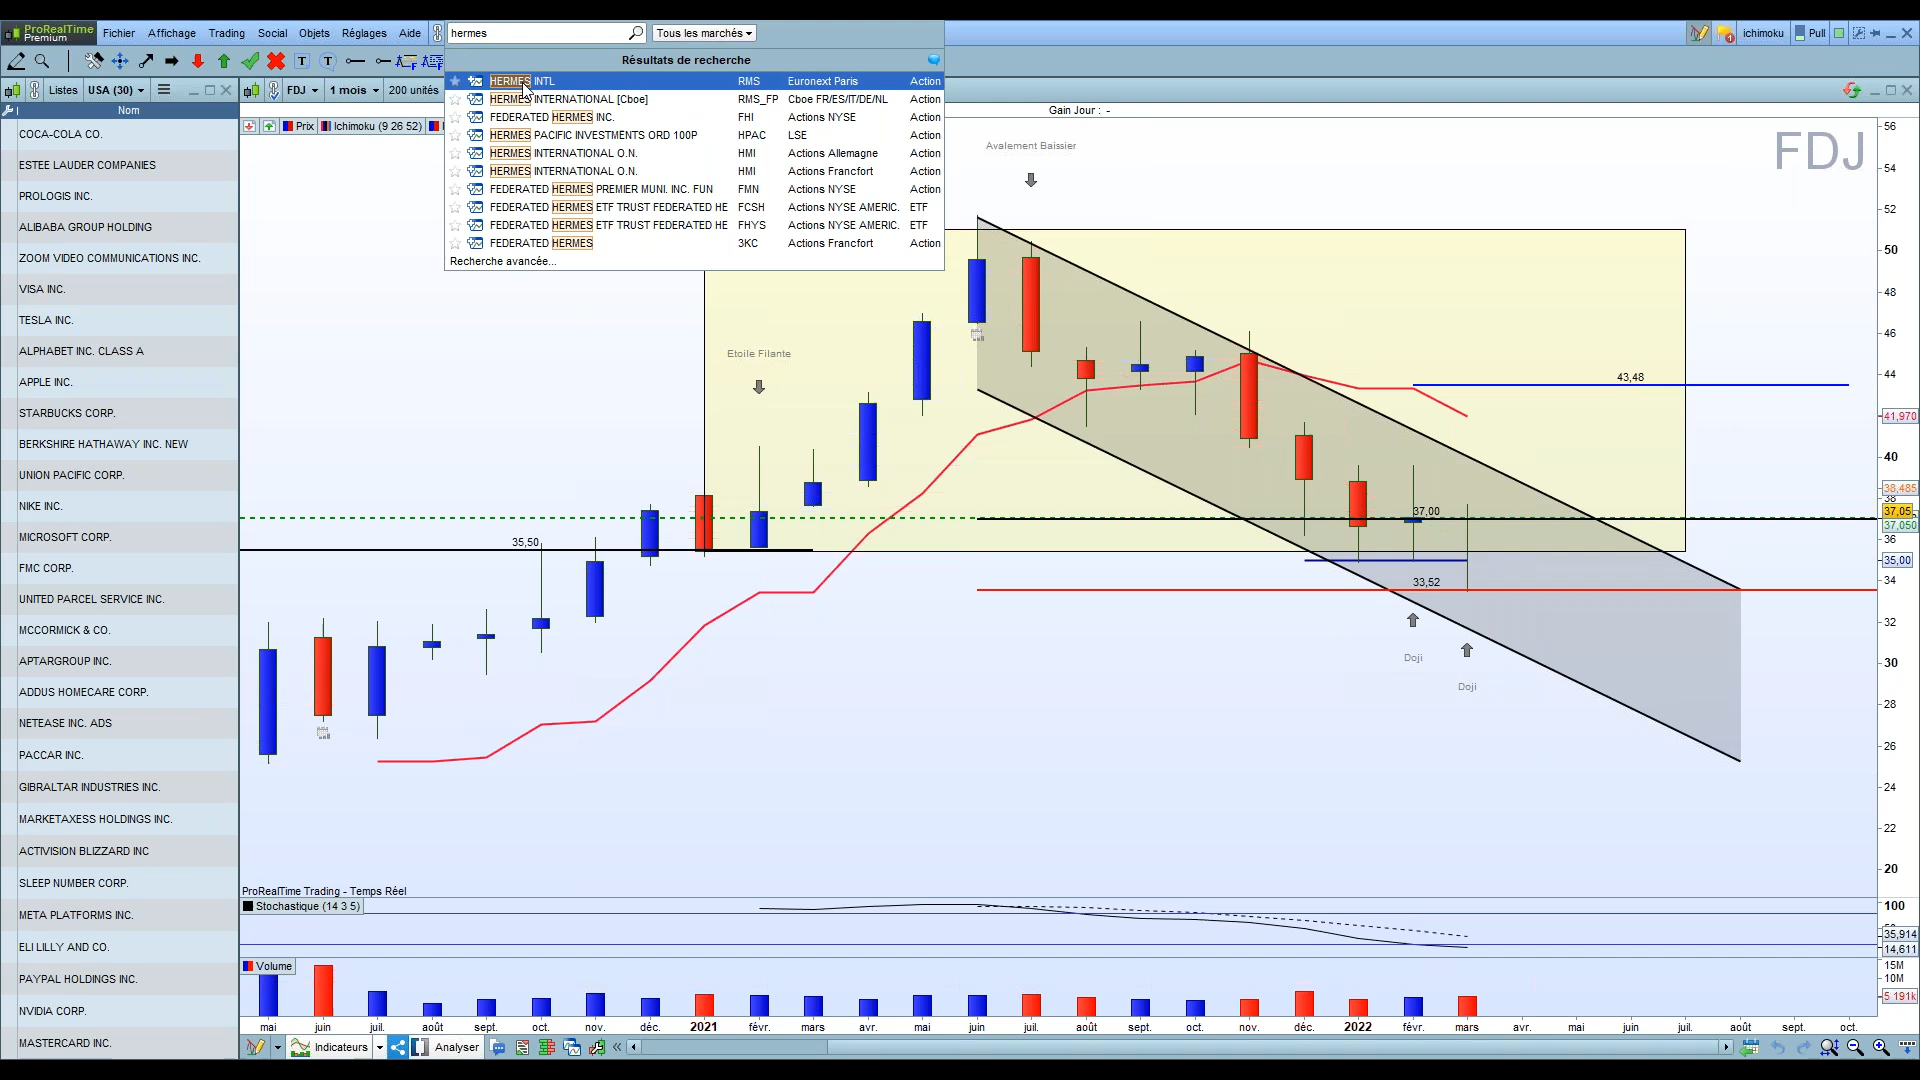 ProRealTime
Premium
Fichier Affichage Trading Social Objets Réglages Aide
hermes
Tous les marchés
ichimoku
Pull
Résultats de recherche
HERMES INTL RMS Euronext Paris Action
HERMES INTERNATIONAL [Cboe] RMS_FP Cboe FR/ES/IT/DE/NL Action
FEDERATED HERMES INC. FHI Actions NYSE Action
HERMES PACIFIC INVESTMENTS ORD 100P HPAC LSE Action
HERMES INTERNATIONAL O.N. HMI Actions Allemagne Action
HERMES INTERNATIONAL O.N. HMI Actions Francfort Action
FEDERATED HERMES PREMIER MUNI. INC. FUN FMN Actions NYSE Action
FEDERATED HERMES ETF TRUST FEDERATED HE FCSH Actions NYSE AMERIC. ETF
FEDERATED HERMES ETF TRUST FEDERATED HE FHYS Actions NYSE AMERIC. ETF
FEDERATED HERMES 3KC Actions Francfort Action
Recherche avancée...
Listes USA (30)
FDJ 1 mois 200 unités
Nom
Gain Jour : -
Prix Ichimoku (9 26 52)
FDJ
COCA-COLA CO.
ESTEE LAUDER COMPANIES
PROLOGIS INC.
ALIBABA GROUP HOLDING
ZOOM VIDEO COMMUNICATIONS INC.
VISA INC.
TESLA INC.
ALPHABET INC. CLASS A
APPLE INC.
STARBUCKS CORP.
BERKSHIRE HATHAWAY INC. NEW
UNION PACIFIC CORP.
NIKE INC.
MICROSOFT CORP.
FMC CORP.
UNITED PARCEL SERVICE INC.
MCCORMICK & CO.
APTARGROUP INC.
ADDUS HOMECARE CORP.
NETEASE INC. ADS
PACCAR INC.
GIBRALTAR INDUSTRIES INC.
MARKETAXESS HOLDINGS INC.
ACTIVISION BLIZZARD INC
SLEEP NUMBER CORP.
META PLATFORMS INC.
ELI LILLY AND CO.
PAYPAL HOLDINGS INC.
NVIDIA CORP.
MASTERCARD INC.
Avalement Baissier
Etoile Filante
43,48
35,50
37,00
33,52
Doji
Doji
56
54
52
50
48
46
44
41,970
40
38,485
38
37,05
37,050
36
35,00
34
32
30
28
26
24
22
20
ProRealTime Trading - Temps Réel
Stochastique (14 3 5)
100
35,914
14,611
Volume
15M
10M
5 191k
mai juin juil. août sept. oct. nov. déc. 2021 févr. mars avr. mai juin juil. août sept. oct. nov. déc. 2022 févr. mars avr. mai juin juil. août sept. oct.
Indicateurs
Analyser